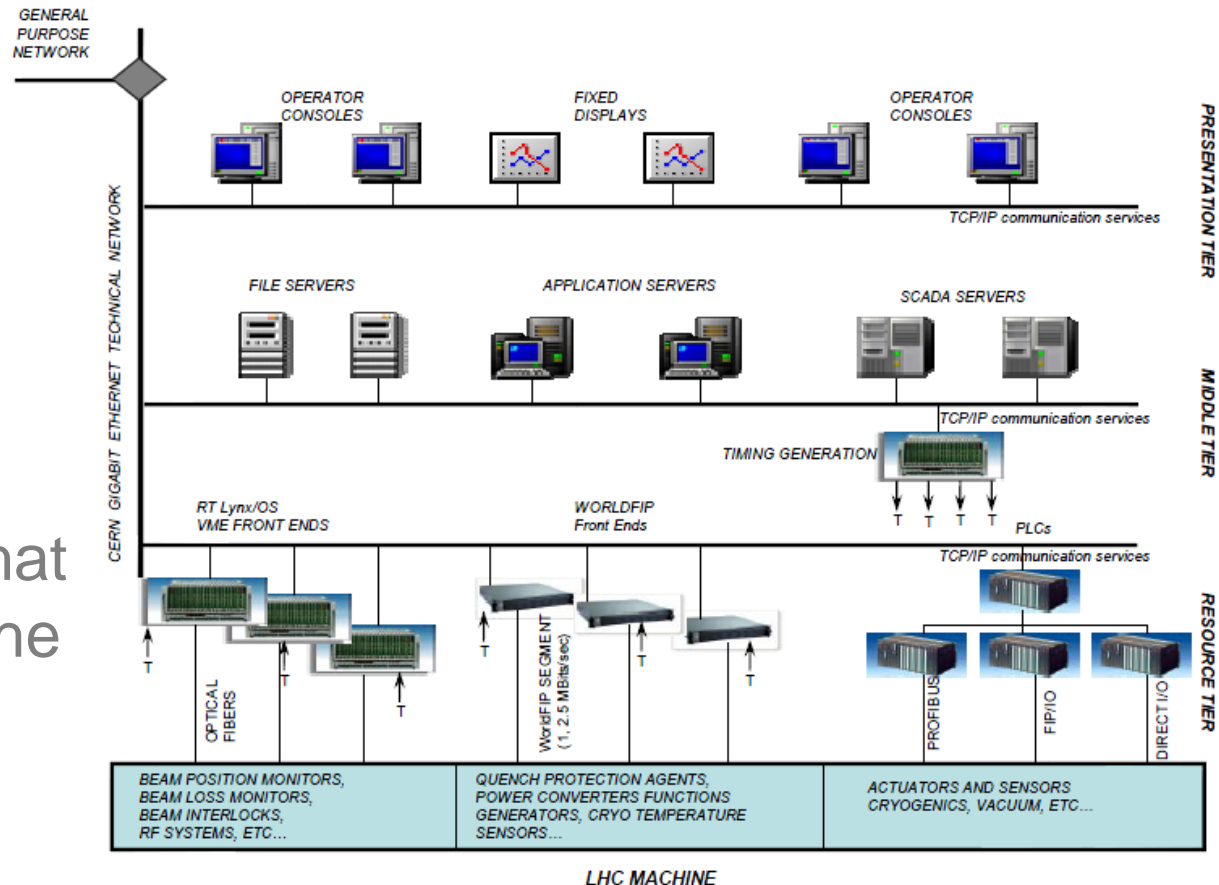 GENERAL
PURPOSE
NETWORK
OPERATOR
CONSOLES
FIXED
DISPLAYS
OPERATOR
CONSOLES
PRESENTATION TIER
TCP/IP communication services
CERN GIGABIT ETHERNET TECHNICAL NETWORK
FILE SERVERS
APPLICATION SERVERS
SCADA SERVERS
MIDDLE TIER
TCP/IP communication services
TIMING GENERATION
T
T
T
T
RT Lynx/OS
VME FRONT ENDS
WORLDFIP
Front Ends
PLCs
TCP/IP communication services
hat
ne
RESOURCE TIER
T
T
T
T
T
T
OPTICAL
FIBERS
WorldFIP SEGMENT
(1, 2.5 MBits/sec)
PROFIBUS
FIP/IO
DIRECT I/O
BEAM POSITION MONITORS,
BEAM LOSS MONITORS,
BEAM INTERLOCKS,
RF SYSTEMS, ETC…
QUENCH PROTECTION AGENTS,
POWER CONVERTERS FUNCTIONS
GENERATORS, CRYO TEMPERATURE
SENSORS…
ACTUATORS AND SENSORS
CRYOGENICS, VACUUM, ETC…
LHC MACHINE